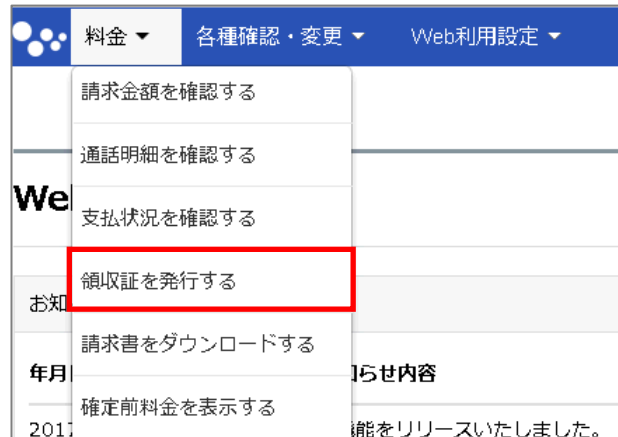 料金 ▼ 各種確認・変更 ▼ Web利用設定 ▼
請求金額を確認する
通話明細を確認する
We
支払状況を確認する
領収証を発行する
お知
請求書をダウンロードする
年月 らせ内容
確定前料金を表示する
2017 能をリリースいたしました。